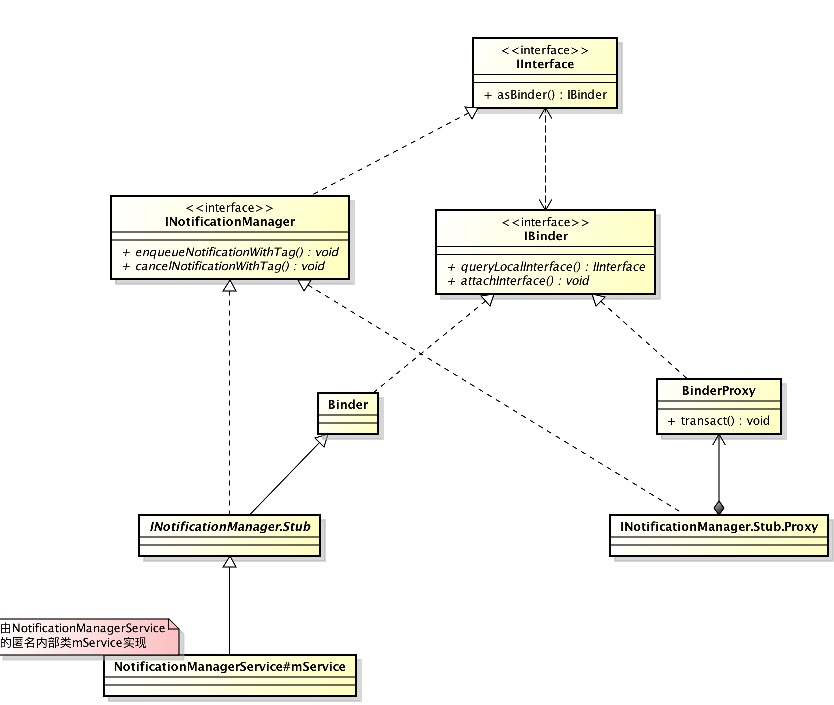 <<interface>>
IInterface
+ asBinder() : IBinder
<<interface>>
INotificationManager
+ enqueueNotificationWithTag() : void
+ cancelNotificationWithTag() : void
<<interface>>
IBinder
+ queryLocalInterface() : IInterface
+ attachInterface() : void
Binder
BinderProxy
+ transact() : void
INotificationManager.Stub
INotificationManager.Stub.Proxy
由NotificationManagerService
的匿名内部类mService实现
NotificationManagerService#mService